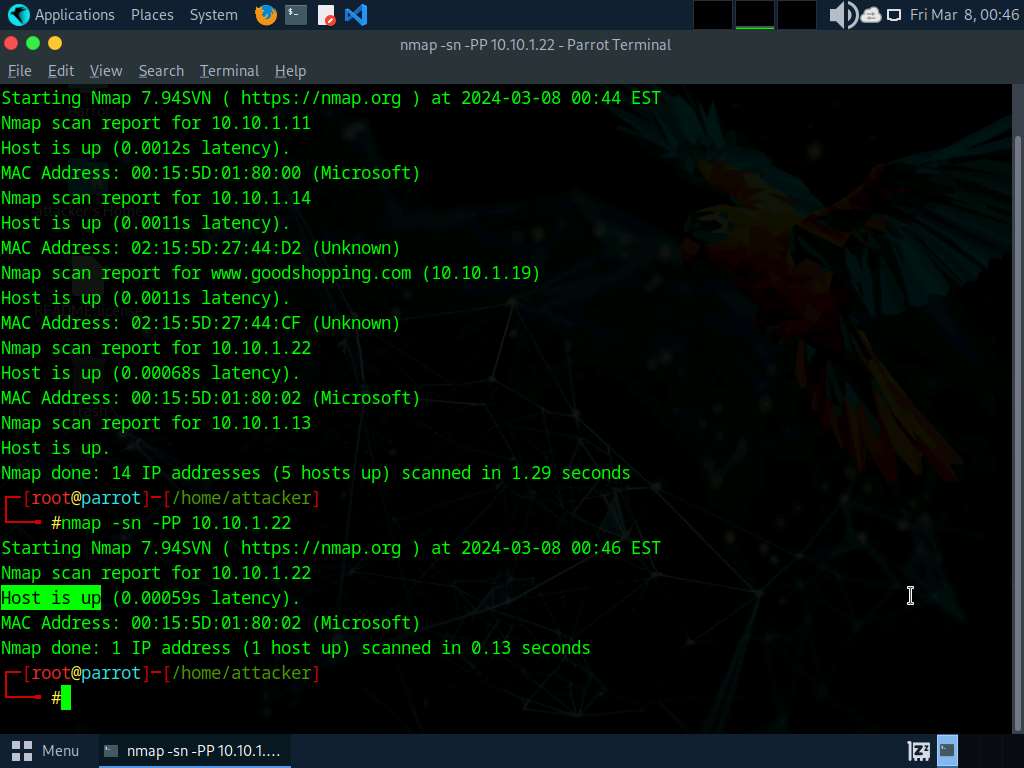 Applications Places System Fri Mar 8, 00:46
nmap -sn -PP 10.10.1.22 - Parrot Terminal
File Edit View Search Terminal Help
Starting Nmap 7.94SVN ( https://nmap.org ) at 2024-03-08 00:44 EST
Nmap scan report for 10.10.1.11
Host is up (0.0012s latency).
MAC Address: 00:15:5D:01:80:00 (Microsoft)
Nmap scan report for 10.10.1.14
Host is up (0.0011s latency).
MAC Address: 02:15:5D:27:44:D2 (Unknown)
Nmap scan report for www.goodshopping.com (10.10.1.19)
Host is up (0.0011s latency).
MAC Address: 02:15:5D:27:44:CF (Unknown)
Nmap scan report for 10.10.1.22
Host is up (0.00068s latency).
MAC Address: 00:15:5D:01:80:02 (Microsoft)
Nmap scan report for 10.10.1.13
Host is up.
Nmap done: 14 IP addresses (5 hosts up) scanned in 1.29 seconds
┌─[root@parrot]─[/home/attacker]
└──╼ #nmap -sn -PP 10.10.1.22
Starting Nmap 7.94SVN ( https://nmap.org ) at 2024-03-08 00:46 EST
Nmap scan report for 10.10.1.22
Host is up (0.00059s latency).
MAC Address: 00:15:5D:01:80:02 (Microsoft)
Nmap done: 1 IP address (1 host up) scanned in 0.13 seconds
┌─[root@parrot]─[/home/attacker]
└──╼ #
Menu nmap -sn -PP 10.10.1....